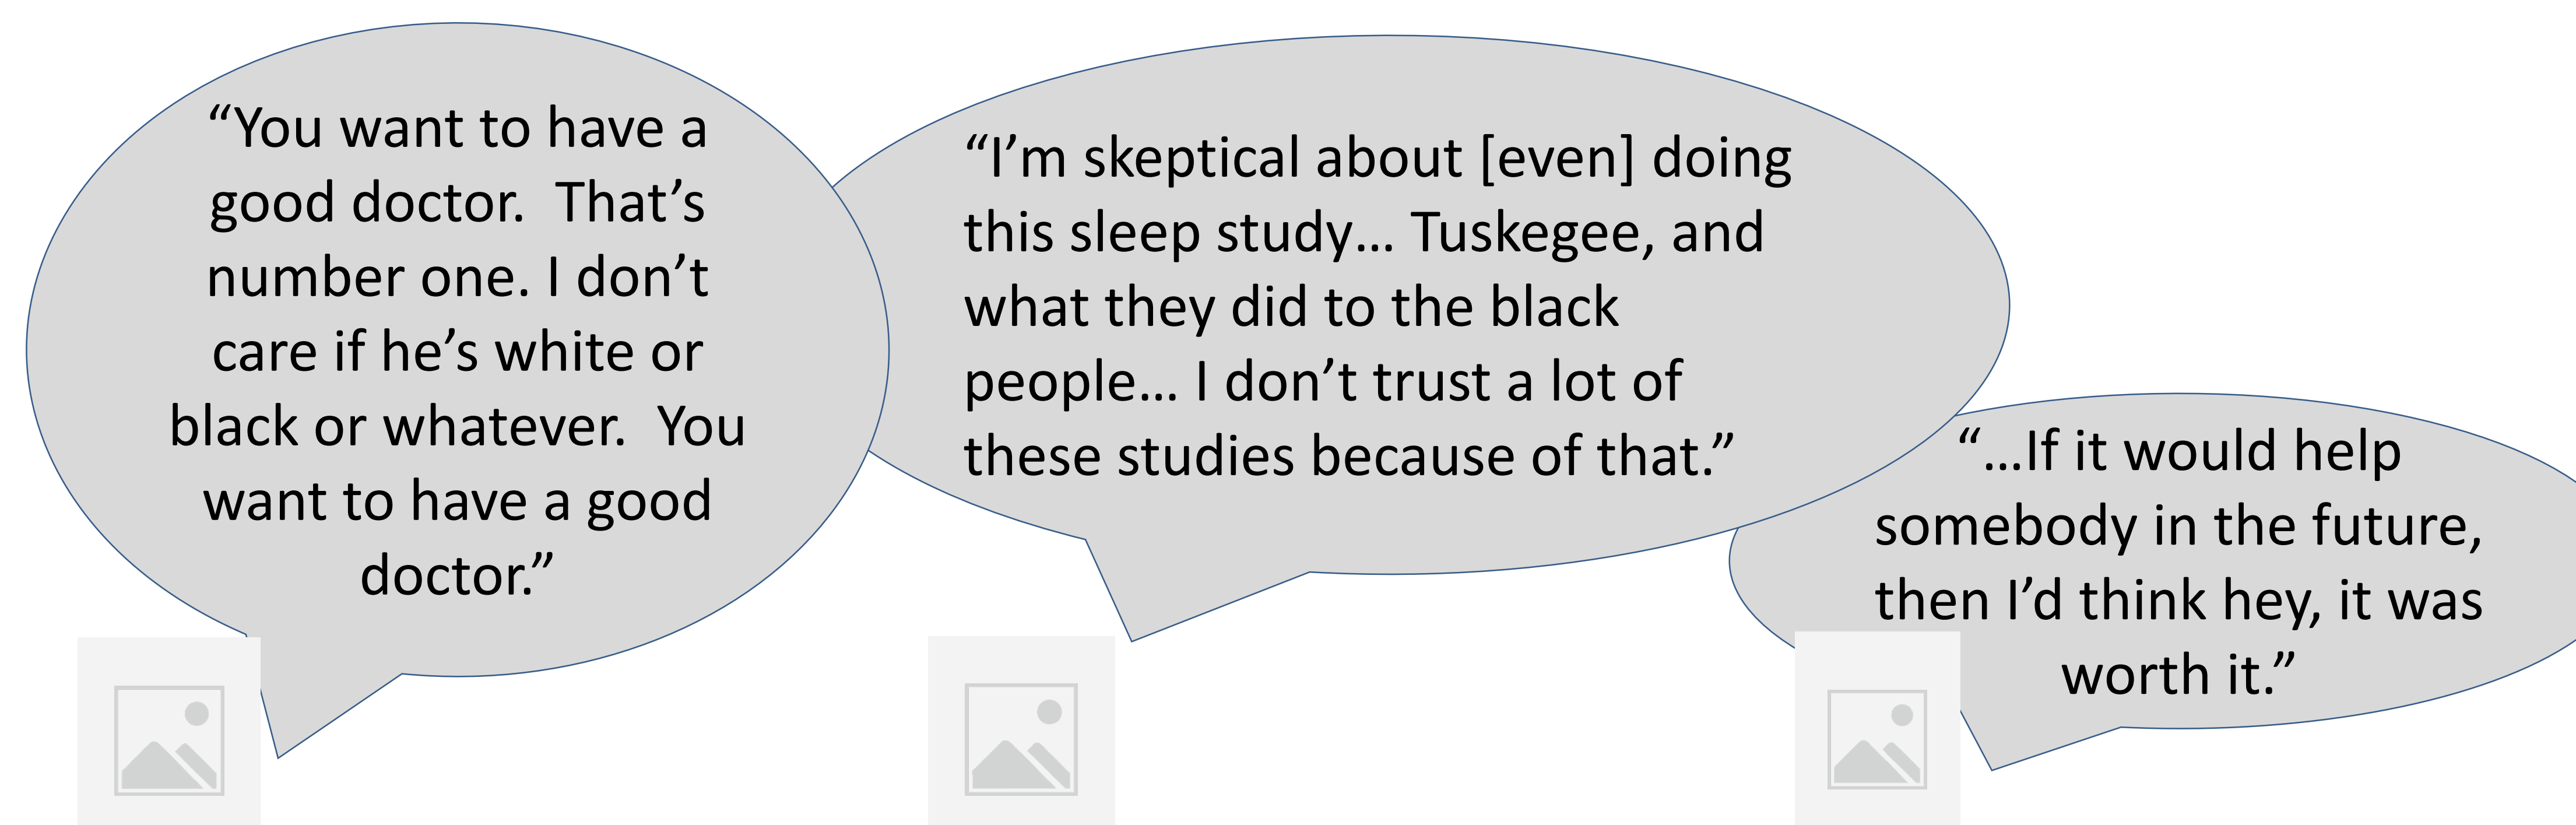 “You want to have a
good doctor.  That’s
number one. I don’t
care if he’s white or
black or whatever.  You
want to have a good
doctor.”
“I’m skeptical about [even] doing
this sleep study… Tuskegee, and
what they did to the black
people… I don’t trust a lot of
these studies because of that.”
“…If it would help
somebody in the future,
then I’d think hey, it was
worth it.”